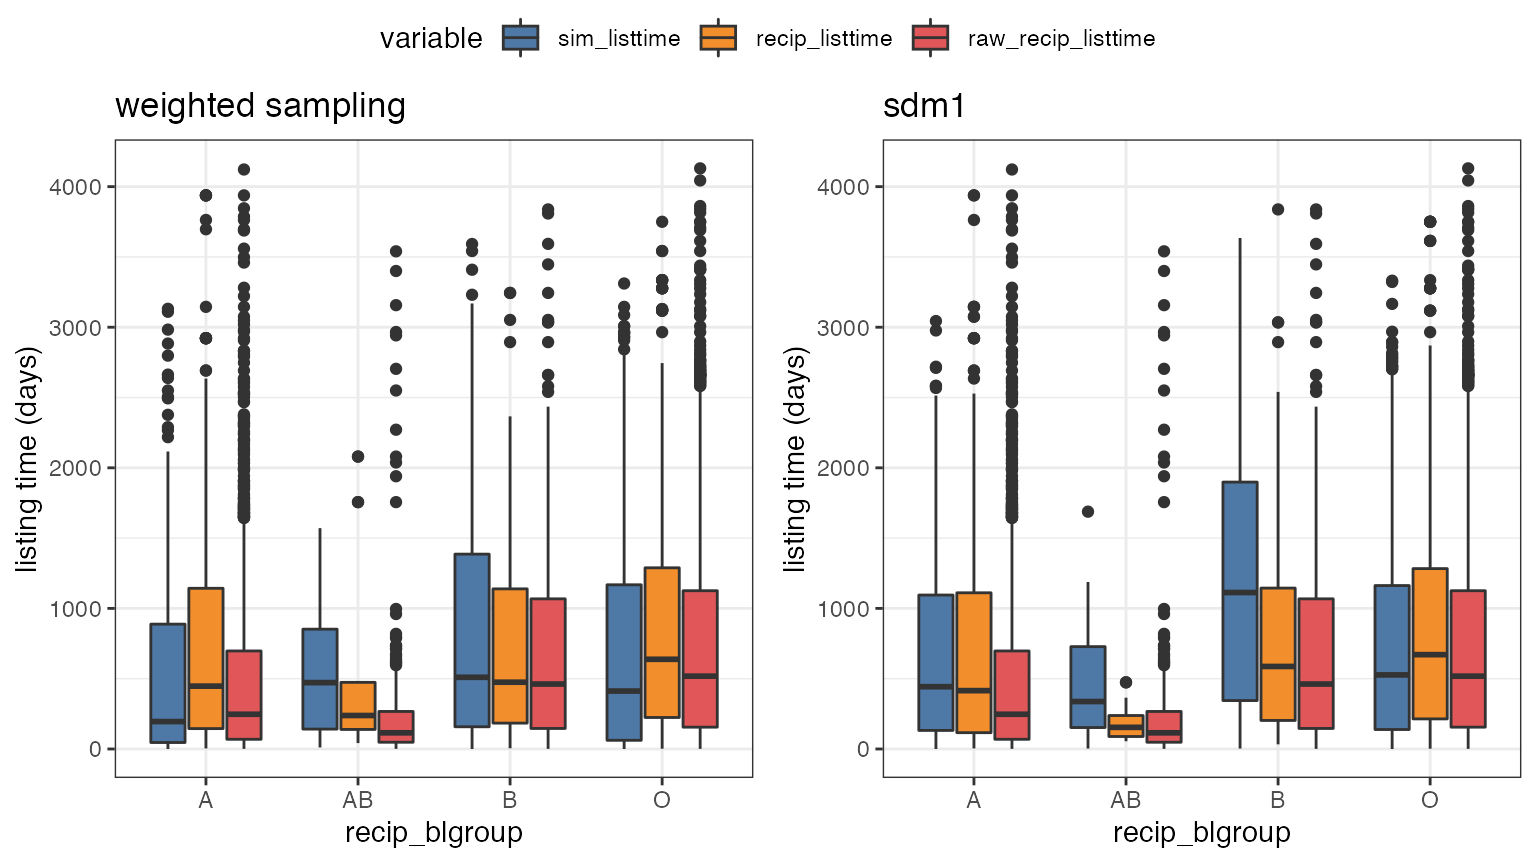 variable sim_listtime recip_listtime raw_recip_listtime
weighted sampling
listing time (days)
4000
3000
2000
1000
0
A AB B O
recip_blgroup
sdm1
listing time (days)
4000
3000
2000
1000
0
A AB B O
recip_blgroup